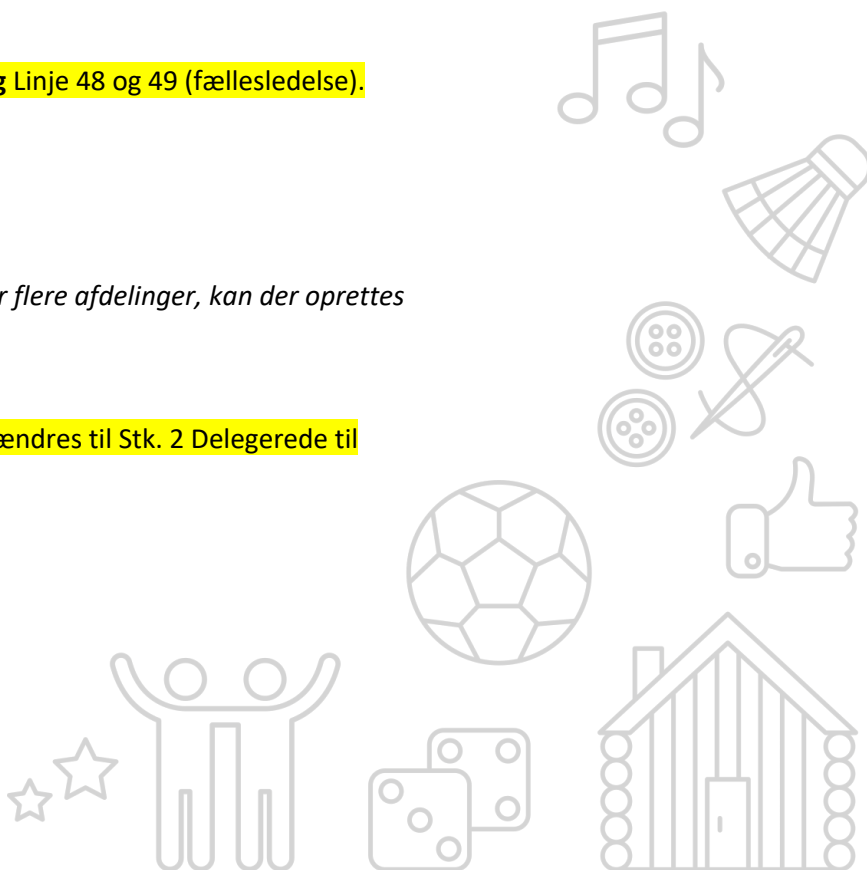 g Linje 48 og 49 (fællesledelse).
r flere afdelinger, kan der oprettes
ændres til Stk. 2 Delegerede til